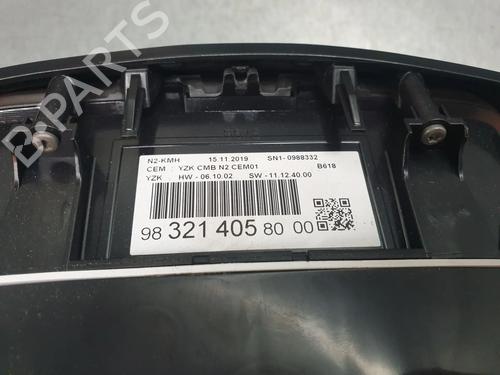 B-PARTS
N2-KMH 15.11.2019 SN1- 0988332
CEM : YZK CMB N2 CEM01 B618
YZK HW - 06.10.02 SW - 11.12.40.00
98 321 405 80 00